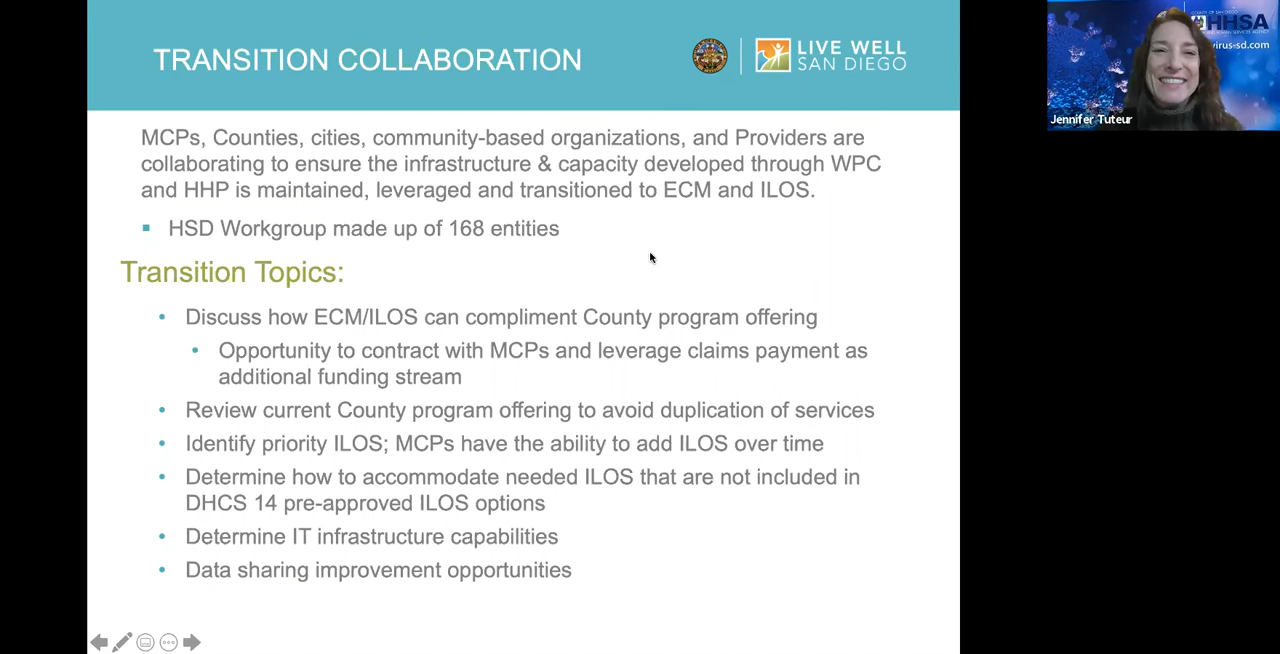 TRANSITION COLLABORATION
LIVE WELL
SAN DIEGO
MCPs, Counties, cities, community-based organizations, and Providers are
collaborating to ensure the infrastructure & capacity developed through WPC
and HHP is maintained, leveraged and transitioned to ECM and ILOS.
HSD Workgroup made up of 168 entities
Transition Topics:
Discuss how ECM/ILOS can compliment County program offering
Opportunity to contract with MCPs and leverage claims payment as
additional funding stream
Review current County program offering to avoid duplication of services
Identify priority ILOS; MCPs have the ability to add ILOS over time
Determine how to accommodate needed ILOS that are not included in
DHCS 14 pre-approved ILOS options
Determine IT infrastructure capabilities
Data sharing improvement opportunities
HHSA
virus-sd.com
Jennifer Tuteur